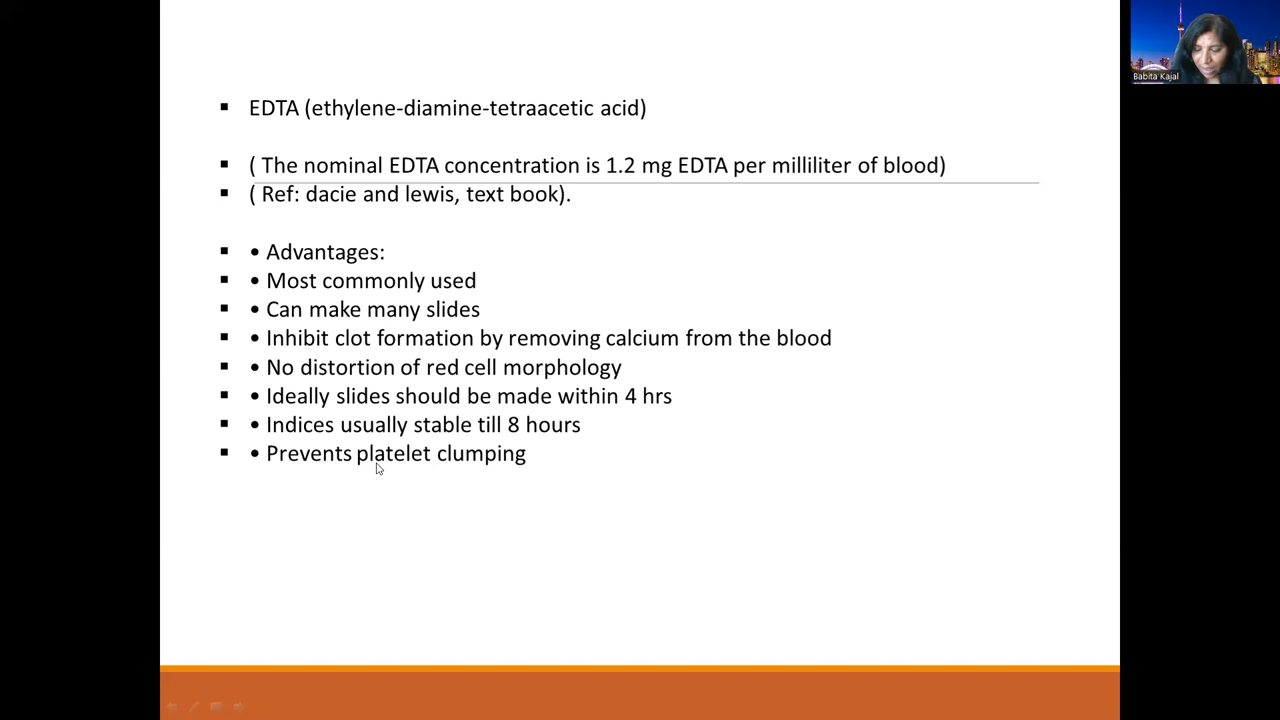 EDTA (ethylene-diamine-tetraacetic acid)
( The nominal EDTA concentration is 1.2 mg EDTA per milliliter of blood)
( Ref: dacie and lewis, text book).
• Advantages:
• Most commonly used
• Can make many slides
• Inhibit clot formation by removing calcium from the blood
• No distortion of red cell morphology
• Ideally slides should be made within 4 hrs
• Indices usually stable till 8 hours
• Prevents platelet clumping
Babita Kajal